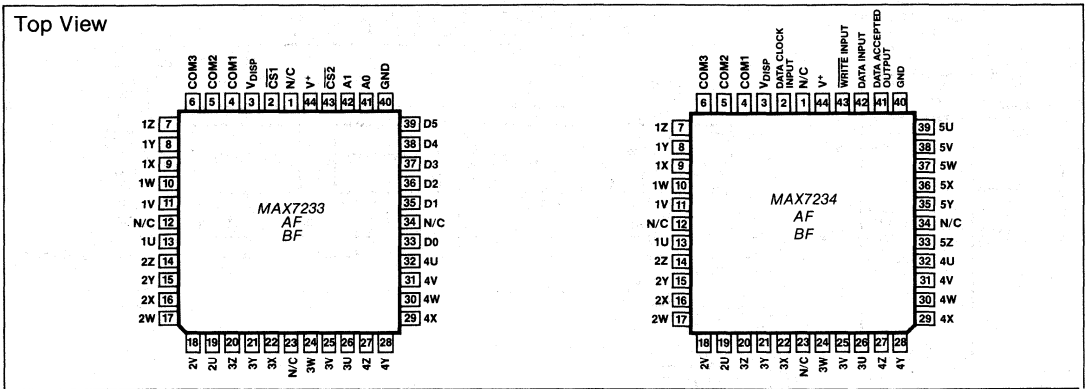 Top View
COM3
COM2
COM1
VDISP
CS1
N/C
V+
CS2
A1
A0
GND
6 5 4 3 2 1 44 43 42 41 40
1Z 7
1Y 8
1X 9
1W 10
1V 11
N/C 12
1U 13
2Z 14
2Y 15
2X 16
2W 17
MAX7233
AF
BF
39 D5
38 D4
37 D3
36 D2
35 D1
34 N/C
33 D0
32 4U
31 4V
30 4W
29 4X
18 19 20 21 22 23 24 25 26 27 28
2V
2U
3Z
3Y
3X
N/C
3W
3V
3U
4Z
4Y
COM3
COM2
COM1
VDISP
DATA CLOCK
INPUT
N/C
V+
WRITE INPUT
DATA INPUT
DATA ACCEPTED
OUTPUT
GND
6 5 4 3 2 1 44 43 42 41 40
1Z 7
1Y 8
1X 9
1W 10
1V 11
N/C 12
1U 13
2Z 14
2Y 15
2X 16
2W 17
MAX7234
AF
BF
39 5U
38 5V
37 5W
36 5X
35 5Y
34 N/C
33 5Z
32 4U
31 4V
30 4W
29 4X
18 19 20 21 22 23 24 25 26 27 28
2V
2U
3Z
3Y
3X
N/C
3W
3V
3U
4Z
4Y